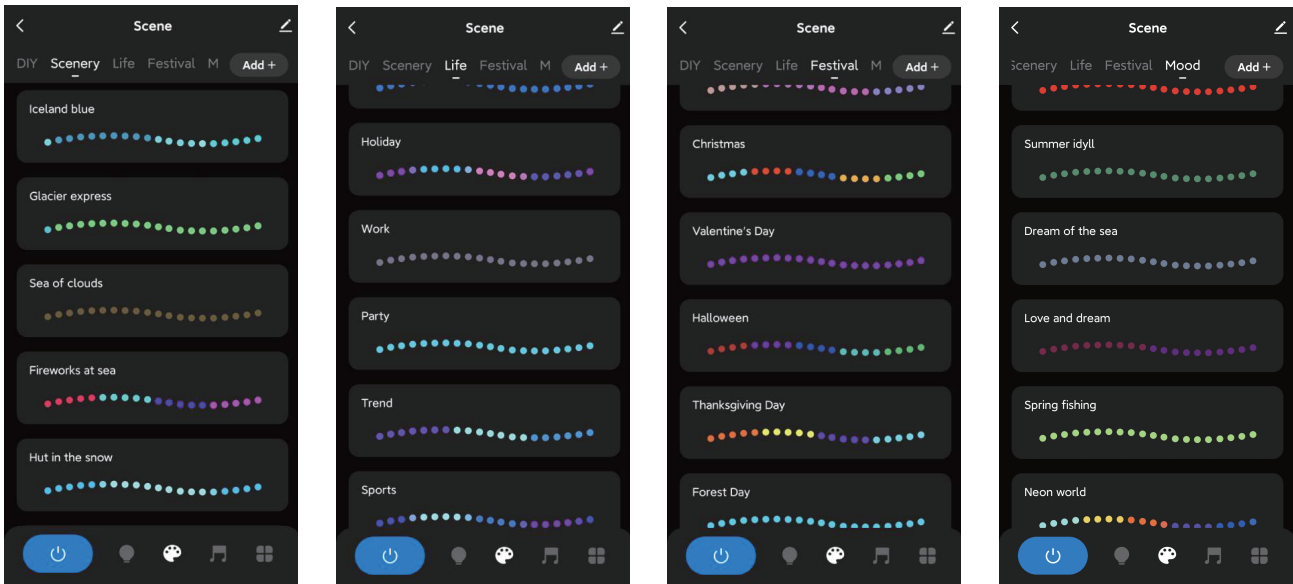 Scene
DIY Scenery Life Festival M Add +
Iceland blue
Glacier express
Sea of clouds
Fireworks at sea
Hut in the snow
Scene
DIY Scenery Life Festival M Add +
Holiday
Work
Party
Trend
Sports
Scene
DIY Scenery Life Festival M Add +
Christmas
Valentine's Day
Halloween
Thanksgiving Day
Forest Day
Scene
Scenery Life Festival Mood Add +
Summer idyll
Dream of the sea
Love and dream
Spring fishing
Neon world